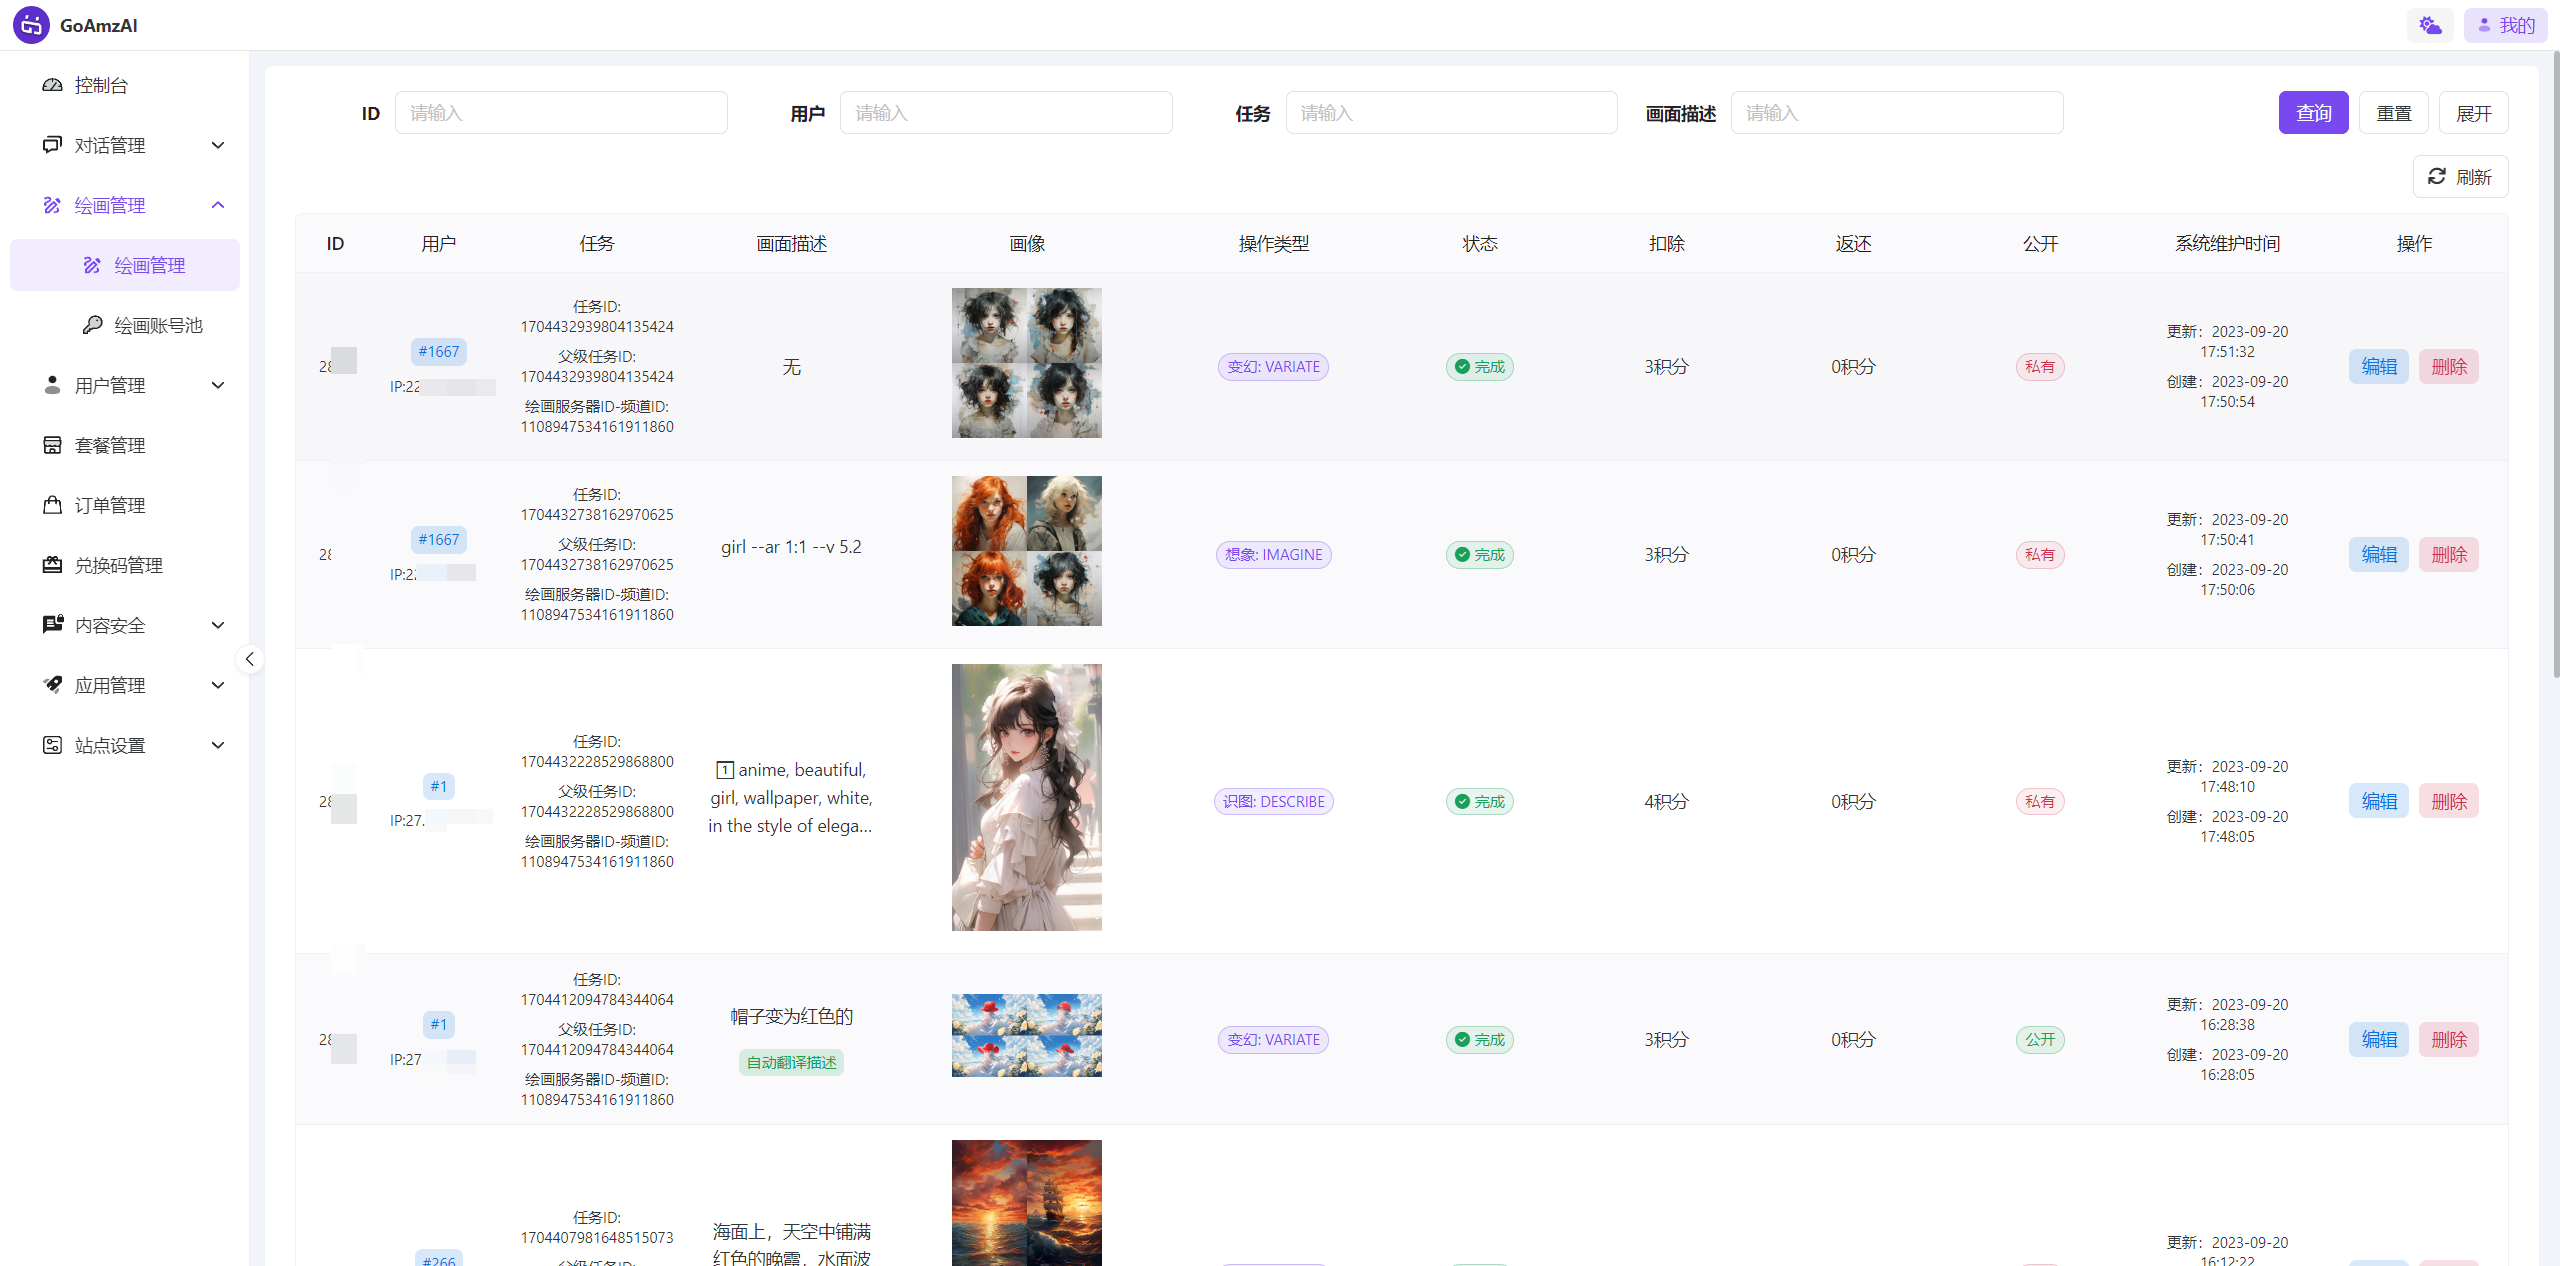 GoAmzAI
我的
控制台
对话管理
绘画管理
绘画管理
绘画账号池
用户管理
套餐管理
订单管理
兑换码管理
内容安全
应用管理
站点设置
ID 请输入 用户 请输入 任务 请输入 画面描述 请输入 查询 重置 展开
刷新
ID 用户 任务 画面描述 画像 操作类型 状态 扣除 返还 公开 系统维护时间 操作
28
#1667
IP:22
任务ID:
1704432939804135424
父级任务ID:
1704432939804135424
绘画服务器ID-频道ID:
1108947534161911860
无
变幻: VARIATE
完成
3积分
0积分
私有
更新：2023-09-20
17:51:32
创建：2023-09-20
17:50:54
编辑 删除
28
#1667
IP:2
任务ID:
1704432738162970625
父级任务ID:
1704432738162970625
绘画服务器ID-频道ID:
1108947534161911860
girl --ar 1:1 --v 5.2
想象: IMAGINE
完成
3积分
0积分
私有
更新：2023-09-20
17:50:41
创建：2023-09-20
17:50:06
编辑 删除
28
#1
IP:27.
任务ID:
1704432228529868800
父级任务ID:
1704432228529868800
绘画服务器ID-频道ID:
1108947534161911860
1 anime, beautiful,
girl, wallpaper, white,
in the style of elega...
识图: DESCRIBE
完成
4积分
0积分
私有
更新：2023-09-20
17:48:10
创建：2023-09-20
17:48:05
编辑 删除
28
#1
IP:27
任务ID:
1704412094784344064
父级任务ID:
1704412094784344064
绘画服务器ID-频道ID:
1108947534161911860
帽子变为红色的
自动翻译描述
变幻: VARIATE
完成
3积分
0积分
公开
更新：2023-09-20
16:28:38
创建：2023-09-20
16:28:05
编辑 删除
#266
任务ID:
1704407981648515073
父级任务ID:
海面上，天空中铺满
红色的晚霞，水面波
更新：2023-09-20
16:12:22